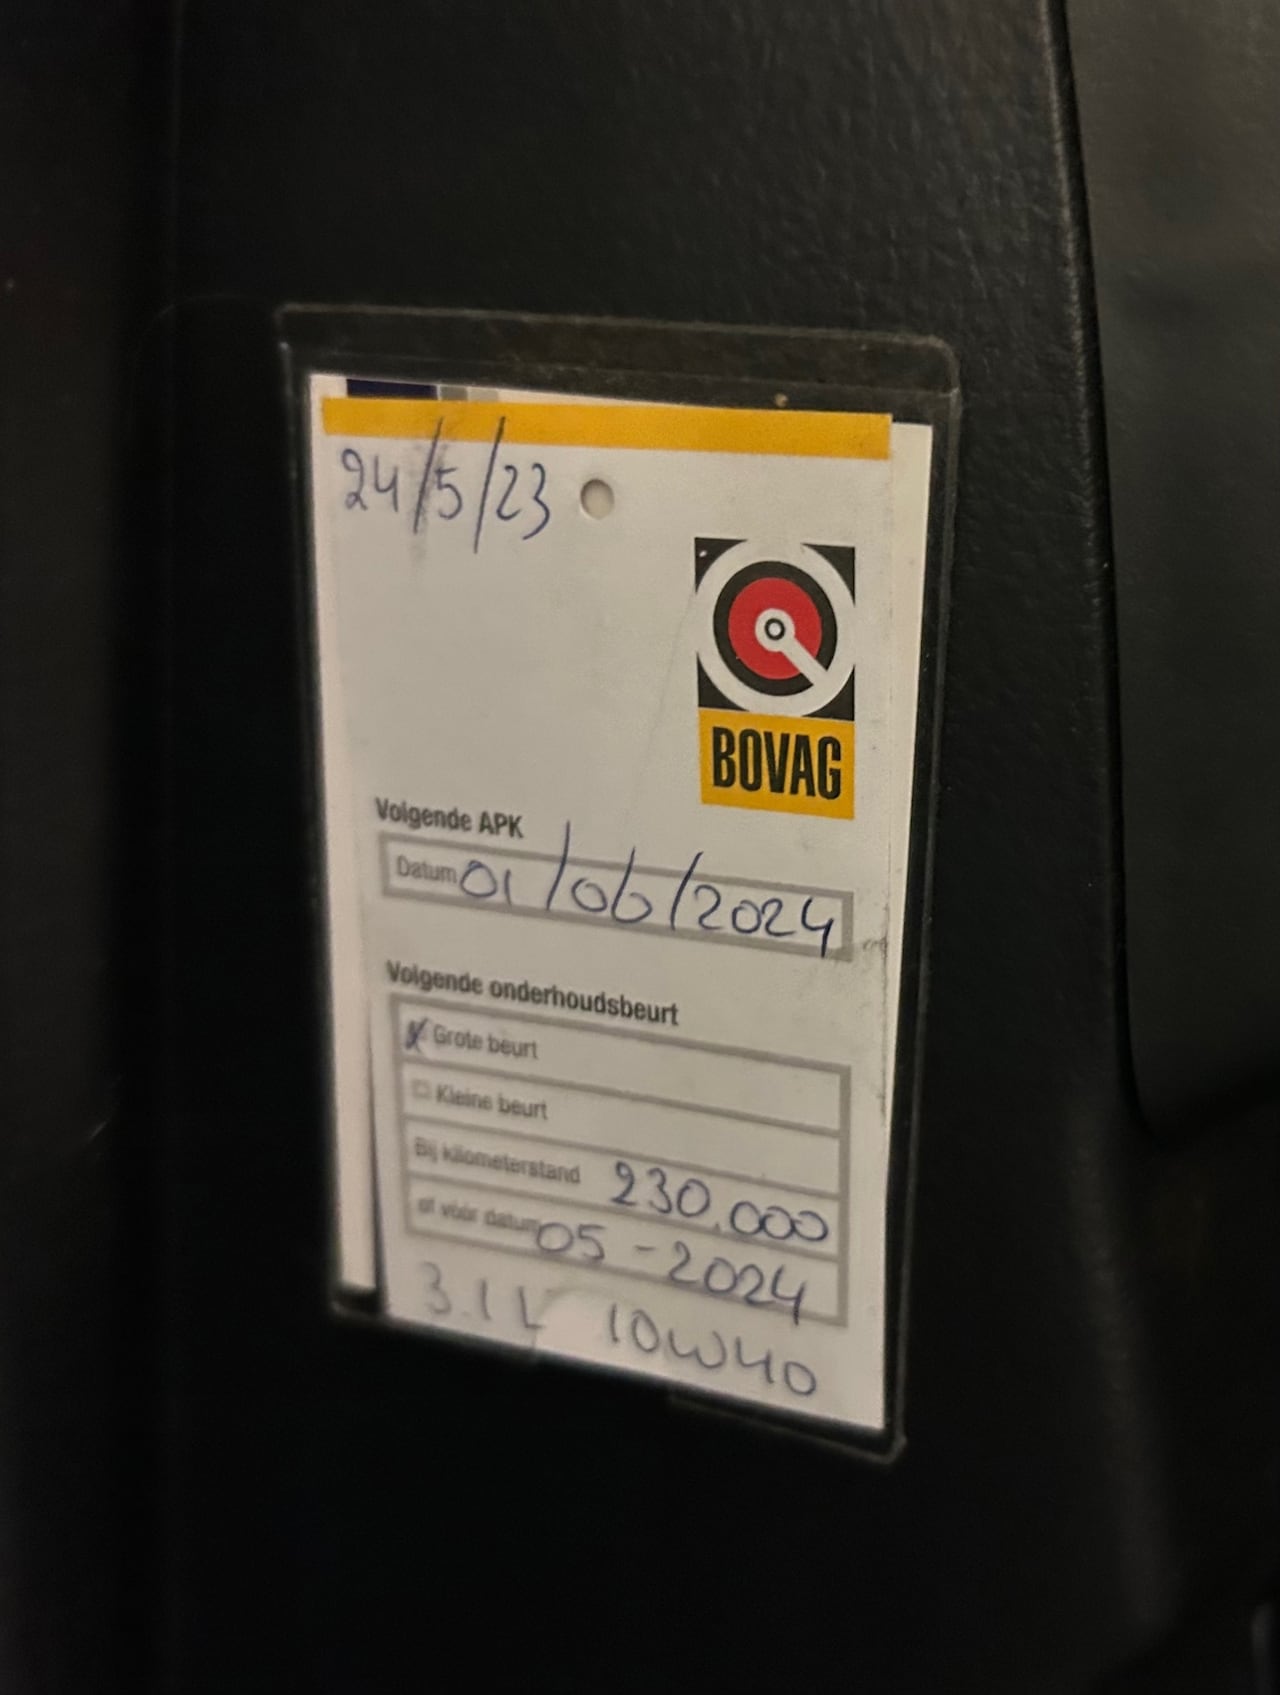 24/5/23
BOVAG
Volgende APK
Datum 01/06/2024
Volgende onderhoudsbeurt
Grote beurt
Kleine beurt
Bij kilometerstand 230.000
of vóór datum 05-2024
3.1 L 10W40